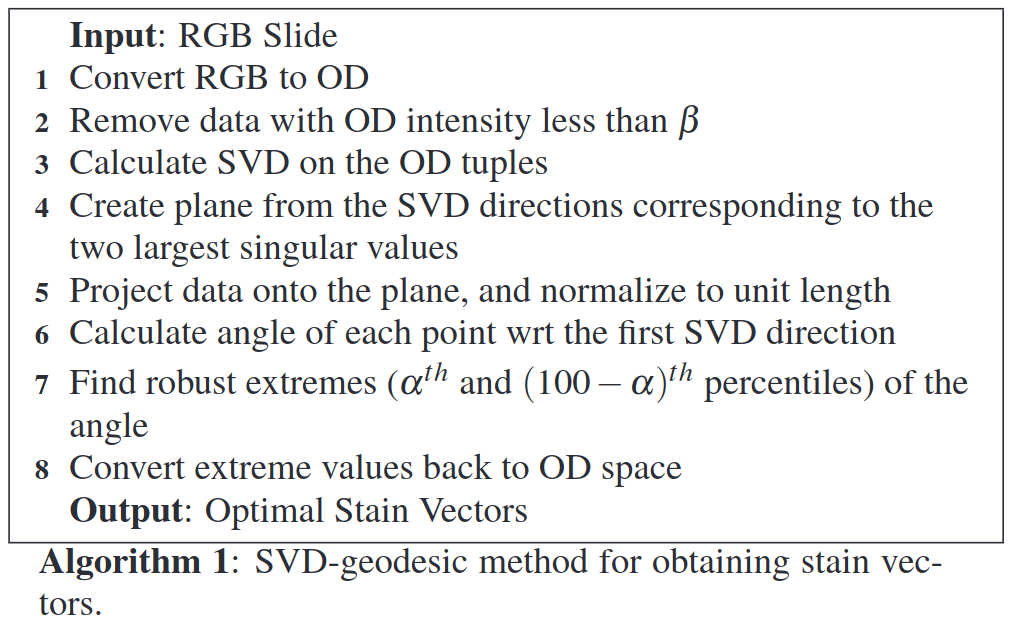 Input: RGB Slide
1 Convert RGB to OD
2 Remove data with OD intensity less than β
3 Calculate SVD on the OD tuples
4 Create plane from the SVD directions corresponding to the
two largest singular values
5 Project data onto the plane, and normalize to unit length
6 Calculate angle of each point wrt the first SVD direction
7 Find robust extremes (α^th and (100 − α)^th percentiles) of the
angle
8 Convert extreme values back to OD space
Output: Optimal Stain Vectors
Algorithm 1: SVD-geodesic method for obtaining stain vec-
tors.